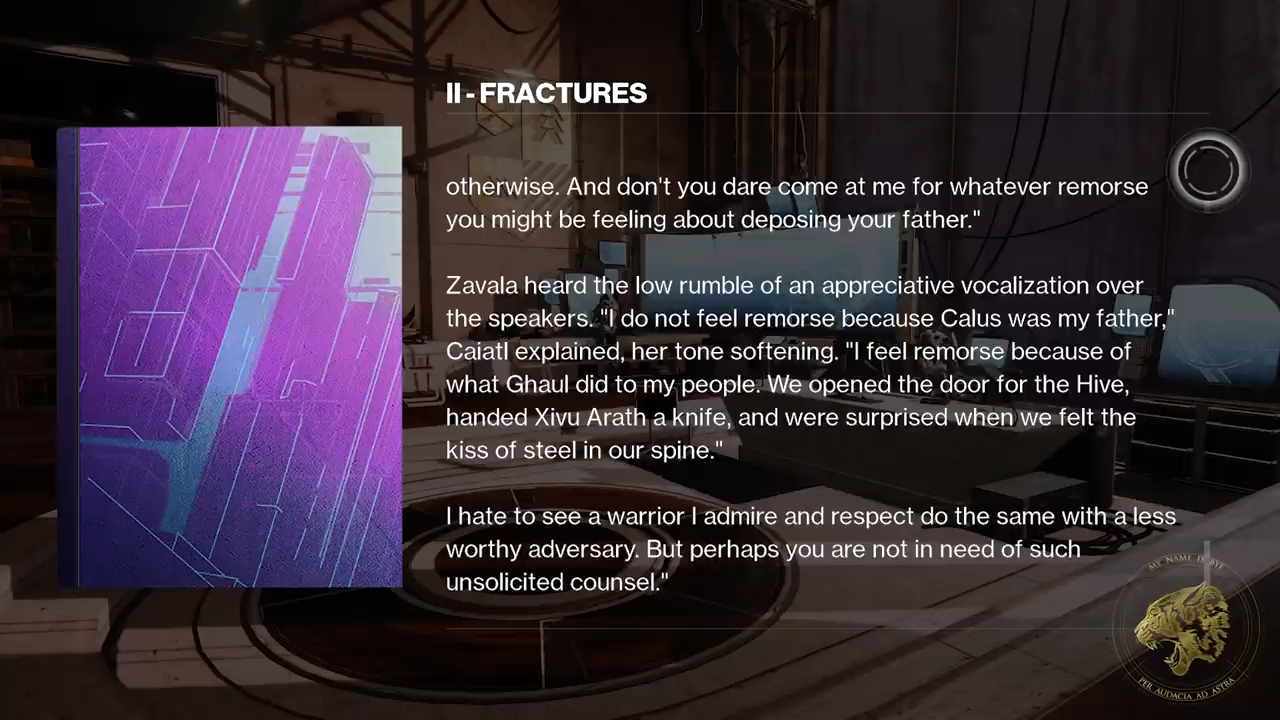 II - FRACTURES
otherwise. And don't you dare come at me for whatever remorse
you might be feeling about deposing your father."
Zavala heard the low rumble of an appreciative vocalization over
the speakers. "I do not feel remorse because Calus was my father,"
Caiatl explained, her tone softening. "I feel remorse because of
what Ghaul did to my people. We opened the door for the Hive,
handed Xivu Arath a knife, and were surprised when we felt the
kiss of steel in our spine."
I hate to see a warrior I admire and respect do the same with a less
worthy adversary. But perhaps you are not in need of such
unsolicited counsel."
MY NAME IS BYF
PER AUDACIA AD ASTRA